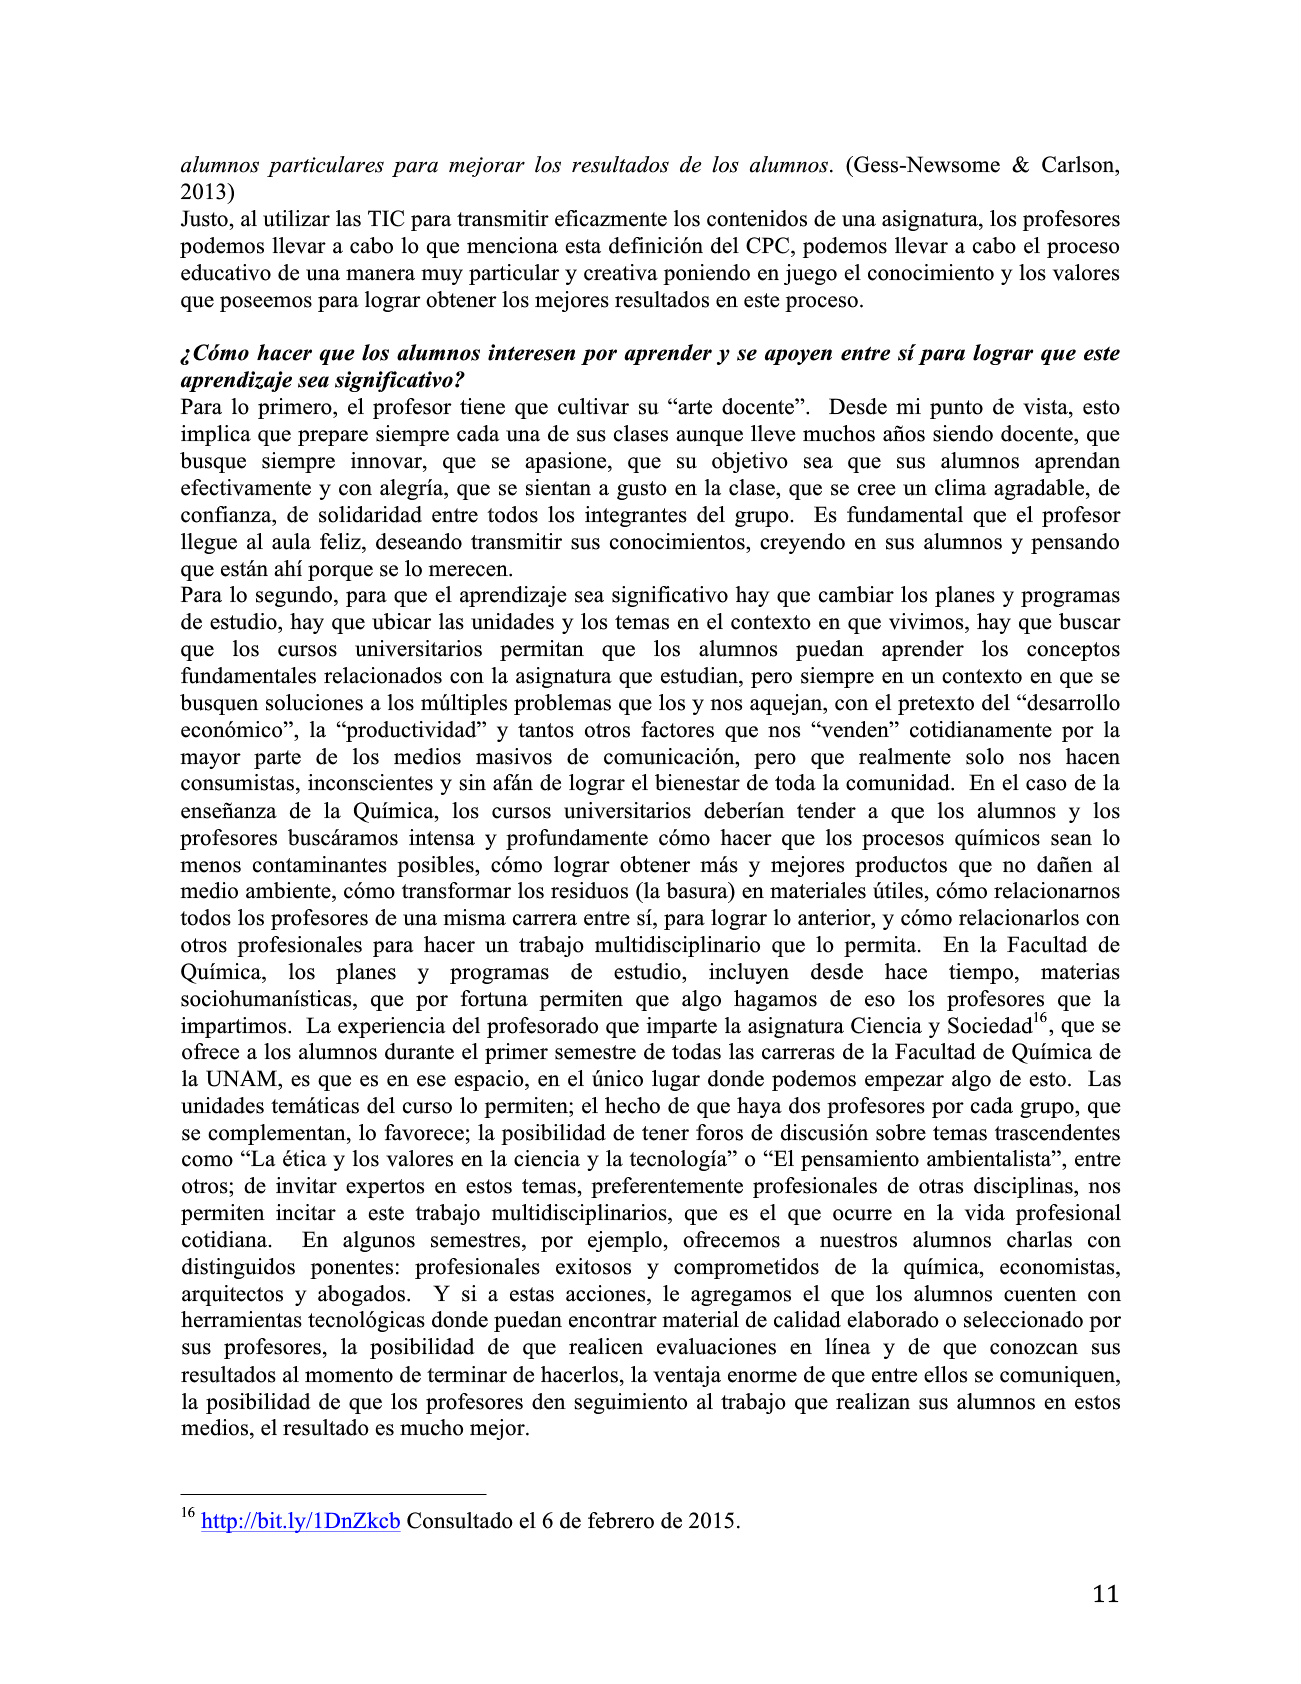 alumnos particulares para mejorar los resultados de los alumnos. (Gess-Newsome & Carlson,
2013)
Justo, al utilizar las TIC para transmitir eficazmente los contenidos de una asignatura, los profesores
podemos llevar a cabo lo que menciona esta definición del CPC, podemos llevar a cabo el proceso
educativo de una manera muy particular y creativa poniendo en juego el conocimiento y los valores
que poseemos para lograr obtener los mejores resultados en este proceso.
¿Cómo hacer que los alumnos interesen por aprender y se apoyen entre sí para lograr que este
aprendizaje sea significativo?
Para lo primero, el profesor tiene que cultivar su “arte docente”. Desde mi punto de vista, esto
implica que prepare siempre cada una de sus clases aunque lleve muchos años siendo docente, que
busque siempre innovar, que se apasione, que su objetivo sea que sus alumnos aprendan
efectivamente y con alegría, que se sientan a gusto en la clase, que se cree un clima agradable, de
confianza, de solidaridad entre todos los integrantes del grupo. Es fundamental que el profesor
llegue al aula feliz, deseando transmitir sus conocimientos, creyendo en sus alumnos y pensando
que están ahí porque se lo merecen.
Para lo segundo, para que el aprendizaje sea significativo hay que cambiar los planes y programas
de estudio, hay que ubicar las unidades y los temas en el contexto en que vivimos, hay que buscar
que los cursos universitarios permitan que los alumnos puedan aprender los conceptos
fundamentales relacionados con la asignatura que estudian, pero siempre en un contexto en que se
busquen soluciones a los múltiples problemas que los y nos aquejan, con el pretexto del “desarrollo
económico”, la “productividad” y tantos otros factores que nos “venden” cotidianamente por la
mayor parte de los medios masivos de comunicación, pero que realmente solo nos hacen
consumistas, inconscientes y sin afán de lograr el bienestar de toda la comunidad. En el caso de la
enseñanza de la Química, los cursos universitarios deberían tender a que los alumnos y los
profesores buscáramos intensa y profundamente cómo hacer que los procesos químicos sean lo
menos contaminantes posibles, cómo lograr obtener más y mejores productos que no dañen al
medio ambiente, cómo transformar los residuos (la basura) en materiales útiles, cómo relacionarnos
todos los profesores de una misma carrera entre sí, para lograr lo anterior, y cómo relacionarlos con
otros profesionales para hacer un trabajo multidisciplinario que lo permita. En la Facultad de
Química, los planes y programas de estudio, incluyen desde hace tiempo, materias
sociohumanísticas, que por fortuna permiten que algo hagamos de eso los profesores que la
impartimos. La experiencia del profesorado que imparte la asignatura Ciencia y Sociedad16, que se
ofrece a los alumnos durante el primer semestre de todas las carreras de la Facultad de Química de
la UNAM, es que es en ese espacio, en el único lugar donde podemos empezar algo de esto. Las
unidades temáticas del curso lo permiten; el hecho de que haya dos profesores por cada grupo, que
se complementan, lo favorece; la posibilidad de tener foros de discusión sobre temas trascendentes
como “La ética y los valores en la ciencia y la tecnología” o “El pensamiento ambientalista”, entre
otros; de invitar expertos en estos temas, preferentemente profesionales de otras disciplinas, nos
permiten incitar a este trabajo multidisciplinarios, que es el que ocurre en la vida profesional
cotidiana. En algunos semestres, por ejemplo, ofrecemos a nuestros alumnos charlas con
distinguidos ponentes: profesionales exitosos y comprometidos de la química, economistas,
arquitectos y abogados. Y si a estas acciones, le agregamos el que los alumnos cuenten con
herramientas tecnológicas donde puedan encontrar material de calidad elaborado o seleccionado por
sus profesores, la posibilidad de que realicen evaluaciones en línea y de que conozcan sus
resultados al momento de terminar de hacerlos, la ventaja enorme de que entre ellos se comuniquen,
la posibilidad de que los profesores den seguimiento al trabajo que realizan sus alumnos en estos
medios, el resultado es mucho mejor.
16 http://bit.ly/1DnZkcb Consultado el 6 de febrero de 2015.
11